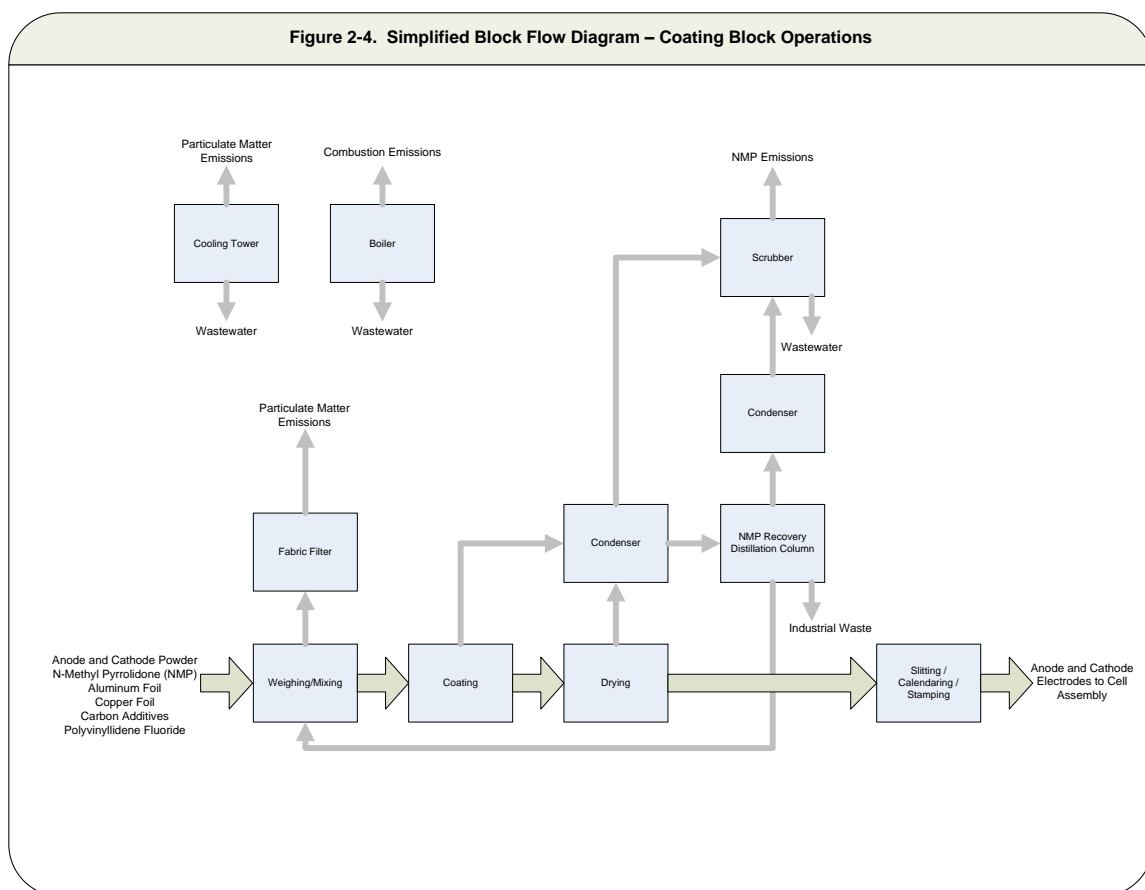 Figure 2-4. Simplified Block Flow Diagram – Coating Block Operations
Particulate Matter
Emissions
Combustion Emissions
NMP Emissions
Cooling Tower
Boiler
Scrubber
Wastewater
Wastewater
Wastewater
Condenser
Particulate Matter
Emissions
Fabric Filter
Condenser
NMP Recovery
Distillation Column
Industrial Waste
Anode and Cathode Powder
N-Methyl Pyrrolidone (NMP)
Aluminum Foil
Copper Foil
Carbon Additives
Polyvinyllidene Fluoride
Weighing/Mixing
Coating
Drying
Slitting /
Calendaring /
Stamping
Anode and Cathode
Electrodes to Cell
Assembly